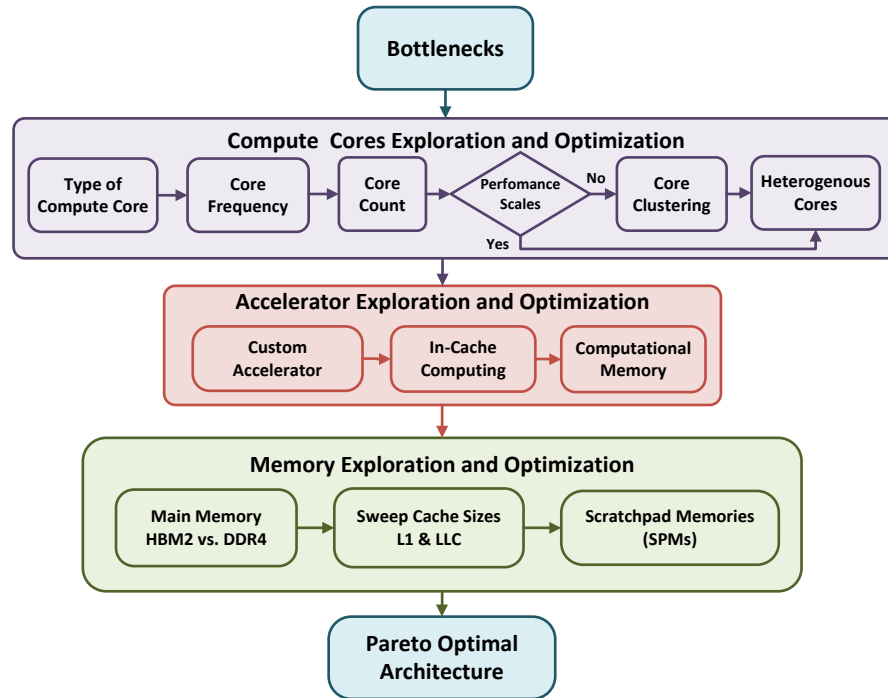 Bottlenecks
Compute Cores Exploration and Optimization
Type of
Compute Core
Core
Frequency
Core
Count
Perfomance
Scales
No
Yes
Core
Clustering
Heterogenous
Cores
Accelerator Exploration and Optimization
Custom
Accelerator
In-Cache
Computing
Computational
Memory
Memory Exploration and Optimization
Main Memory
HBM2 vs. DDR4
Sweep Cache Sizes
L1 & LLC
Scratchpad Memories
(SPMs)
Pareto Optimal
Architecture